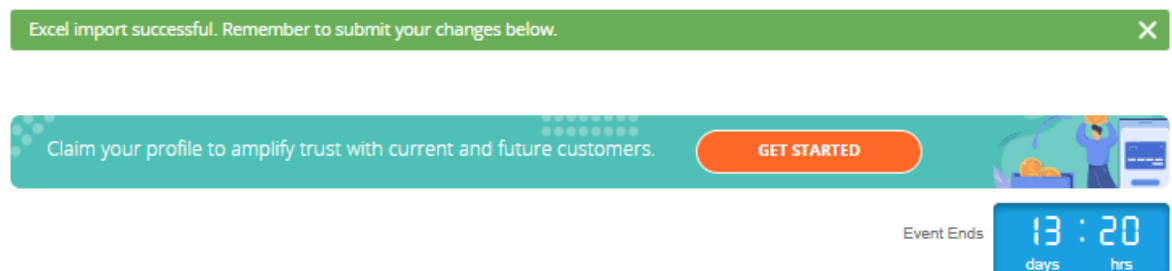 Excel import successful. Remember to submit your changes below.
Claim your profile to amplify trust with current and future customers.
GET STARTED
Event Ends
13 : 20
days hrs